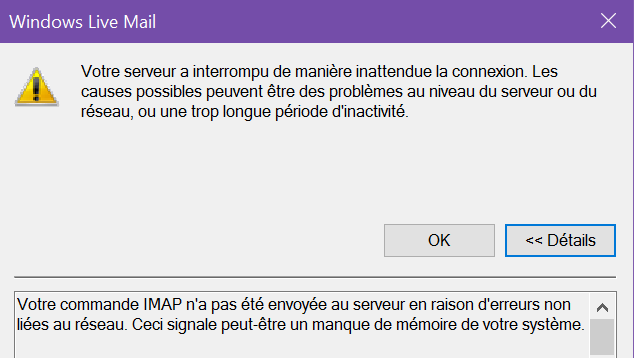 Windows Live Mail
Votre serveur a interrompu de manière inattendue la connexion. Les
causes possibles peuvent être des problèmes au niveau du serveur ou du
réseau, ou une trop longue période d'inactivité.
OK
<< Détails
Votre commande IMAP n'a pas été envoyée au serveur en raison d'erreurs non
liées au réseau. Ceci signale peut-être un manque de mémoire de votre système.